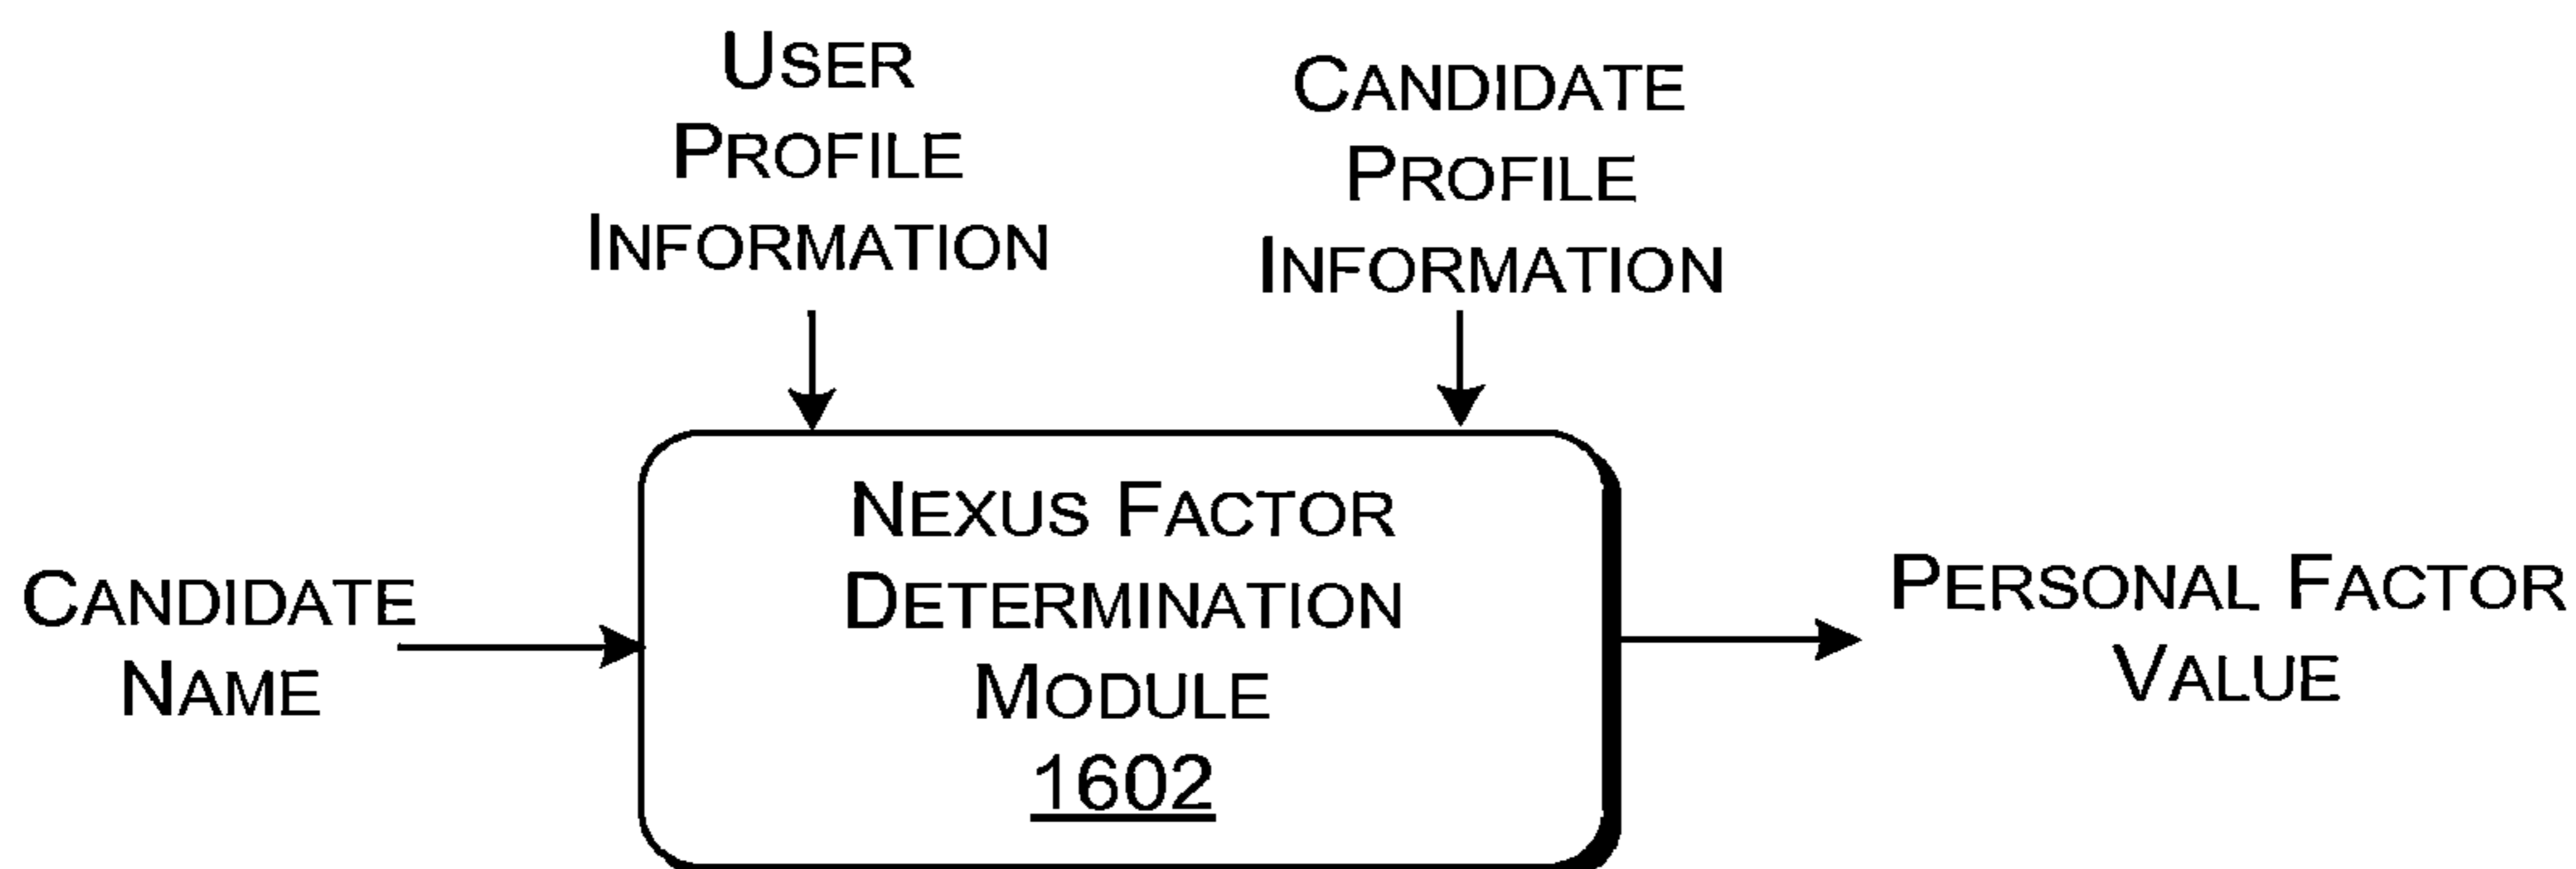 USER
PROFILE
INFORMATION
CANDIDATE
PROFILE
INFORMATION
CANDIDATE
NAME
NEXUS FACTOR
DETERMINATION
MODULE
1602
PERSONAL FACTOR
VALUE